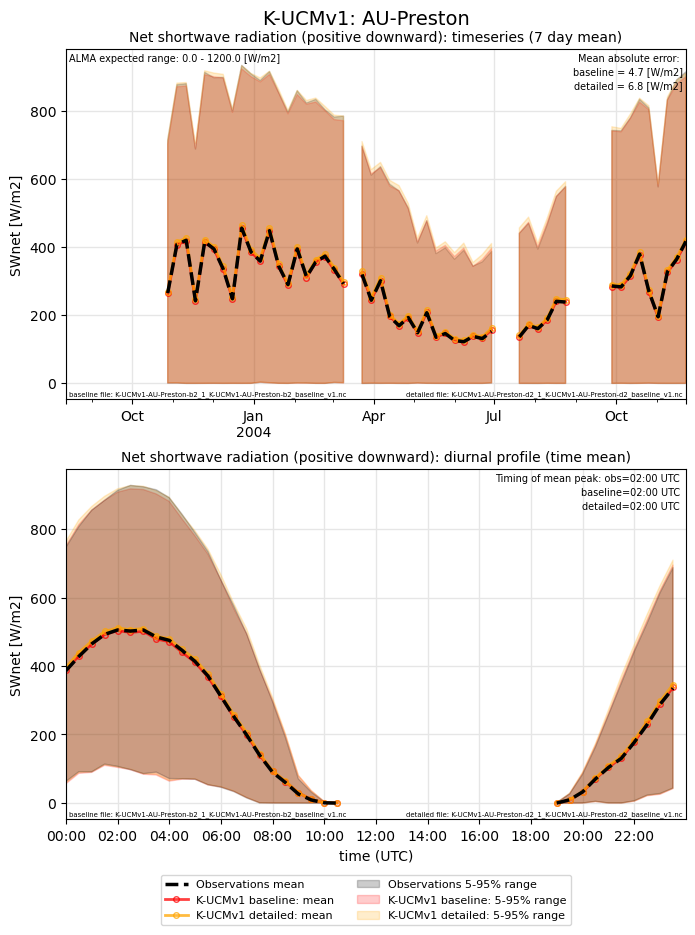 K-UCMv1: AU-Preston
Net shortwave radiation (positive downward): timeseries (7 day mean)
ALMA expected range: 0.0 - 1200.0 [W/m2]
Mean absolute error:
baseline = 4.7 [W/m2]
detailed = 6.8 [W/m2]
SWnet [W/m2]
800
600
400
200
0
baseline file: K-UCMv1-AU-Preston-b2_1_K-UCMv1-AU-Preston-b2_baseline_v1.nc
detailed file: K-UCMv1-AU-Preston-d2_1_K-UCMv1-AU-Preston-d2_baseline_v1.nc
Oct Jan Apr Jul Oct
2004
Net shortwave radiation (positive downward): diurnal profile (time mean)
Timing of mean peak: obs=02:00 UTC
baseline=02:00 UTC
detailed=02:00 UTC
SWnet [W/m2]
800
600
400
200
0
baseline file: K-UCMv1-AU-Preston-b2_1_K-UCMv1-AU-Preston-b2_baseline_v1.nc
detailed file: K-UCMv1-AU-Preston-d2_1_K-UCMv1-AU-Preston-d2_baseline_v1.nc
00:00 02:00 04:00 06:00 08:00 10:00 12:00 14:00 16:00 18:00 20:00 22:00
time (UTC)
Observations mean
K-UCMv1 baseline: mean
K-UCMv1 detailed: mean
Observations 5-95% range
K-UCMv1 baseline: 5-95% range
K-UCMv1 detailed: 5-95% range